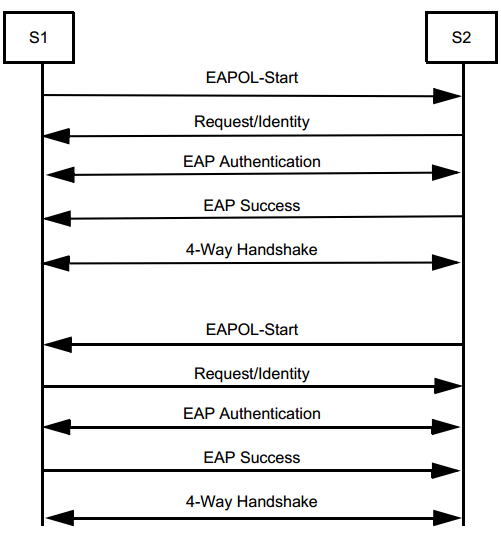 S1
S2
EAPOL-Start
Request/Identity
EAP Authentication
EAP Success
4-Way Handshake
EAPOL-Start
Request/Identity
EAP Authentication
EAP Success
4-Way Handshake